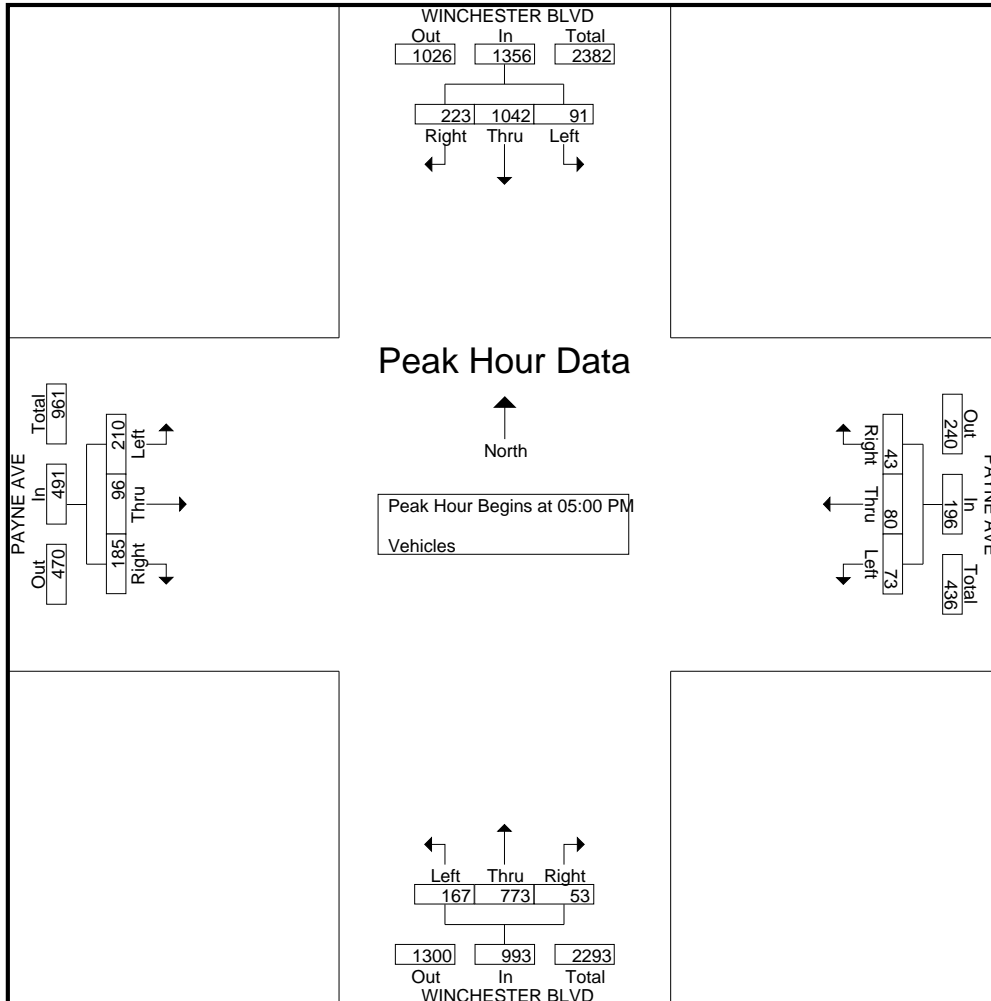 WINCHESTER BLVD
Out In Total
1026 1356 2382
223 1042 91
Right Thru Left
Peak Hour Data
North
Peak Hour Begins at 05:00 PM
Vehicles
PAYNE AVE
Out In Total
470 491 961
Right Thru Left
185 96 210
PAYNE AVE
Out In Total
240 196 436
Right Thru Left
43 80 73
Left Thru Right
167 773 53
1300 993 2293
Out In Total
WINCHESTER BLVD